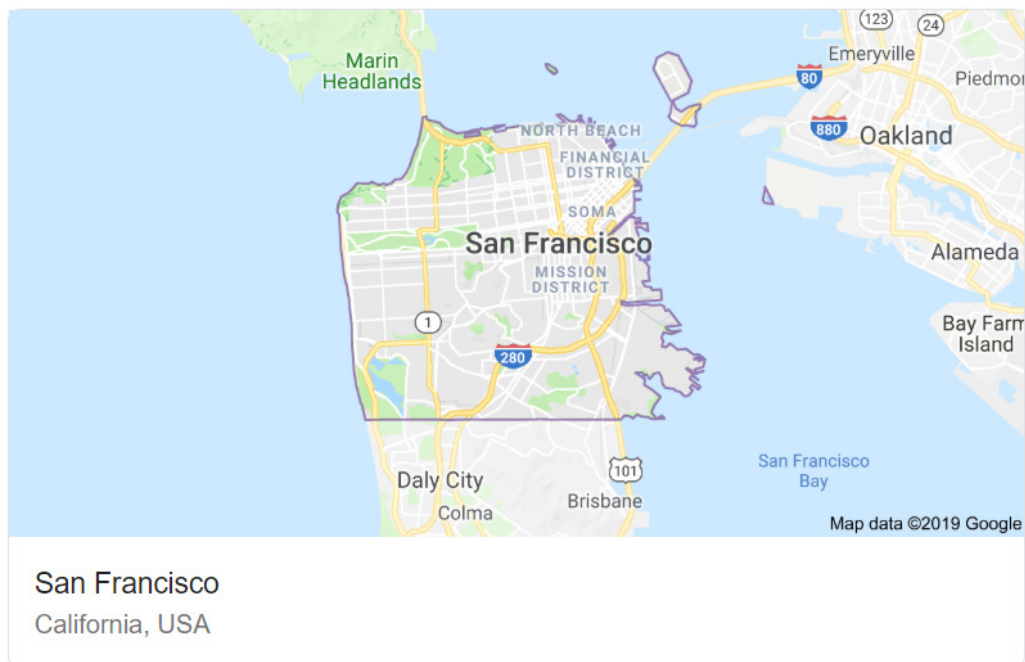 123
24
Emeryville
Marin
Headlands
80
Piedmon
880
Oakland
NORTH BEACH
FINANCIAL
DISTRICT
SOMA
San Francisco
MISSION
DISTRICT
Alameda
1
Bay Farm
Island
280
San Francisco
Bay
101
Daly City
Brisbane
Colma
Map data ©2019 Google
San Francisco
California, USA